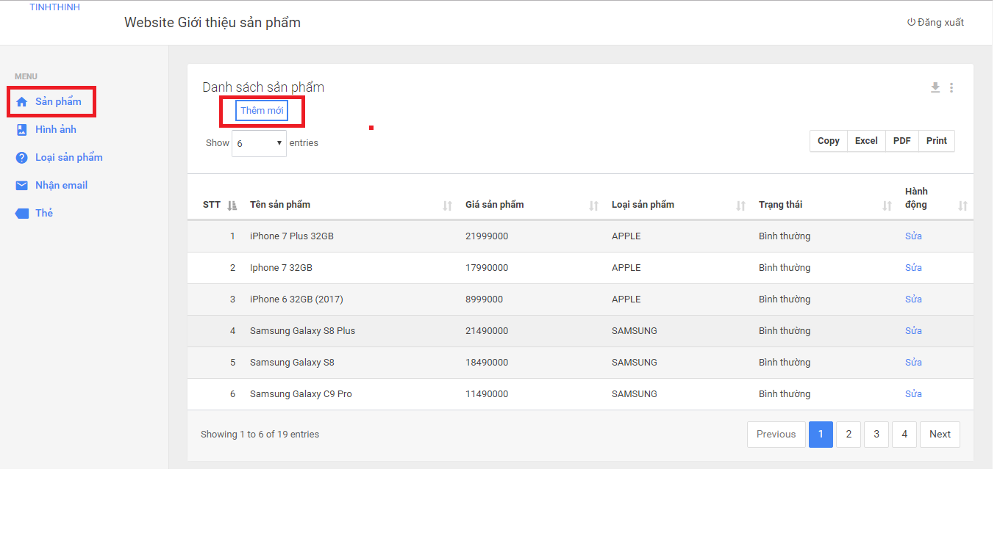 TINHTHINH
Website Giới thiệu sản phẩm
Đăng xuất
MENU
Sản phẩm
Hình ảnh
Loại sản phẩm
Nhận email
Thẻ
Danh sách sản phẩm
Thêm mới
Show 6 entries
Copy Excel PDF Print
STT Tên sản phẩm Giá sản phẩm Loại sản phẩm Trạng thái Hành động
1 iPhone 7 Plus 32GB 21999000 APPLE Bình thường Sửa
2 Iphone 7 32GB 17990000 APPLE Bình thường Sửa
3 iPhone 6 32GB (2017) 8999000 APPLE Bình thường Sửa
4 Samsung Galaxy S8 Plus 21490000 SAMSUNG Bình thường Sửa
5 Samsung Galaxy S8 18490000 SAMSUNG Bình thường Sửa
6 Samsung Galaxy C9 Pro 11490000 SAMSUNG Bình thường Sửa
Showing 1 to 6 of 19 entries
Previous 1 2 3 4 Next